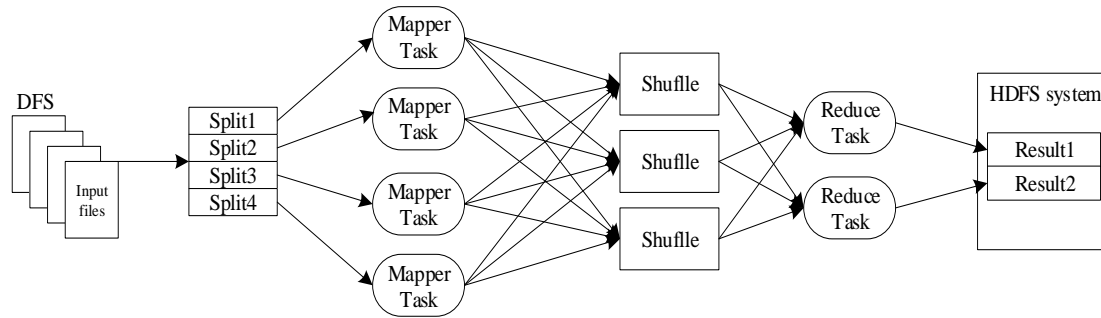 DFS
Input
files
Split1
Split2
Split3
Split4
Mapper
Task
Mapper
Task
Mapper
Task
Mapper
Task
Shuflle
Shuflle
Shuflle
Reduce
Task
Reduce
Task
HDFS system
Result1
Result2